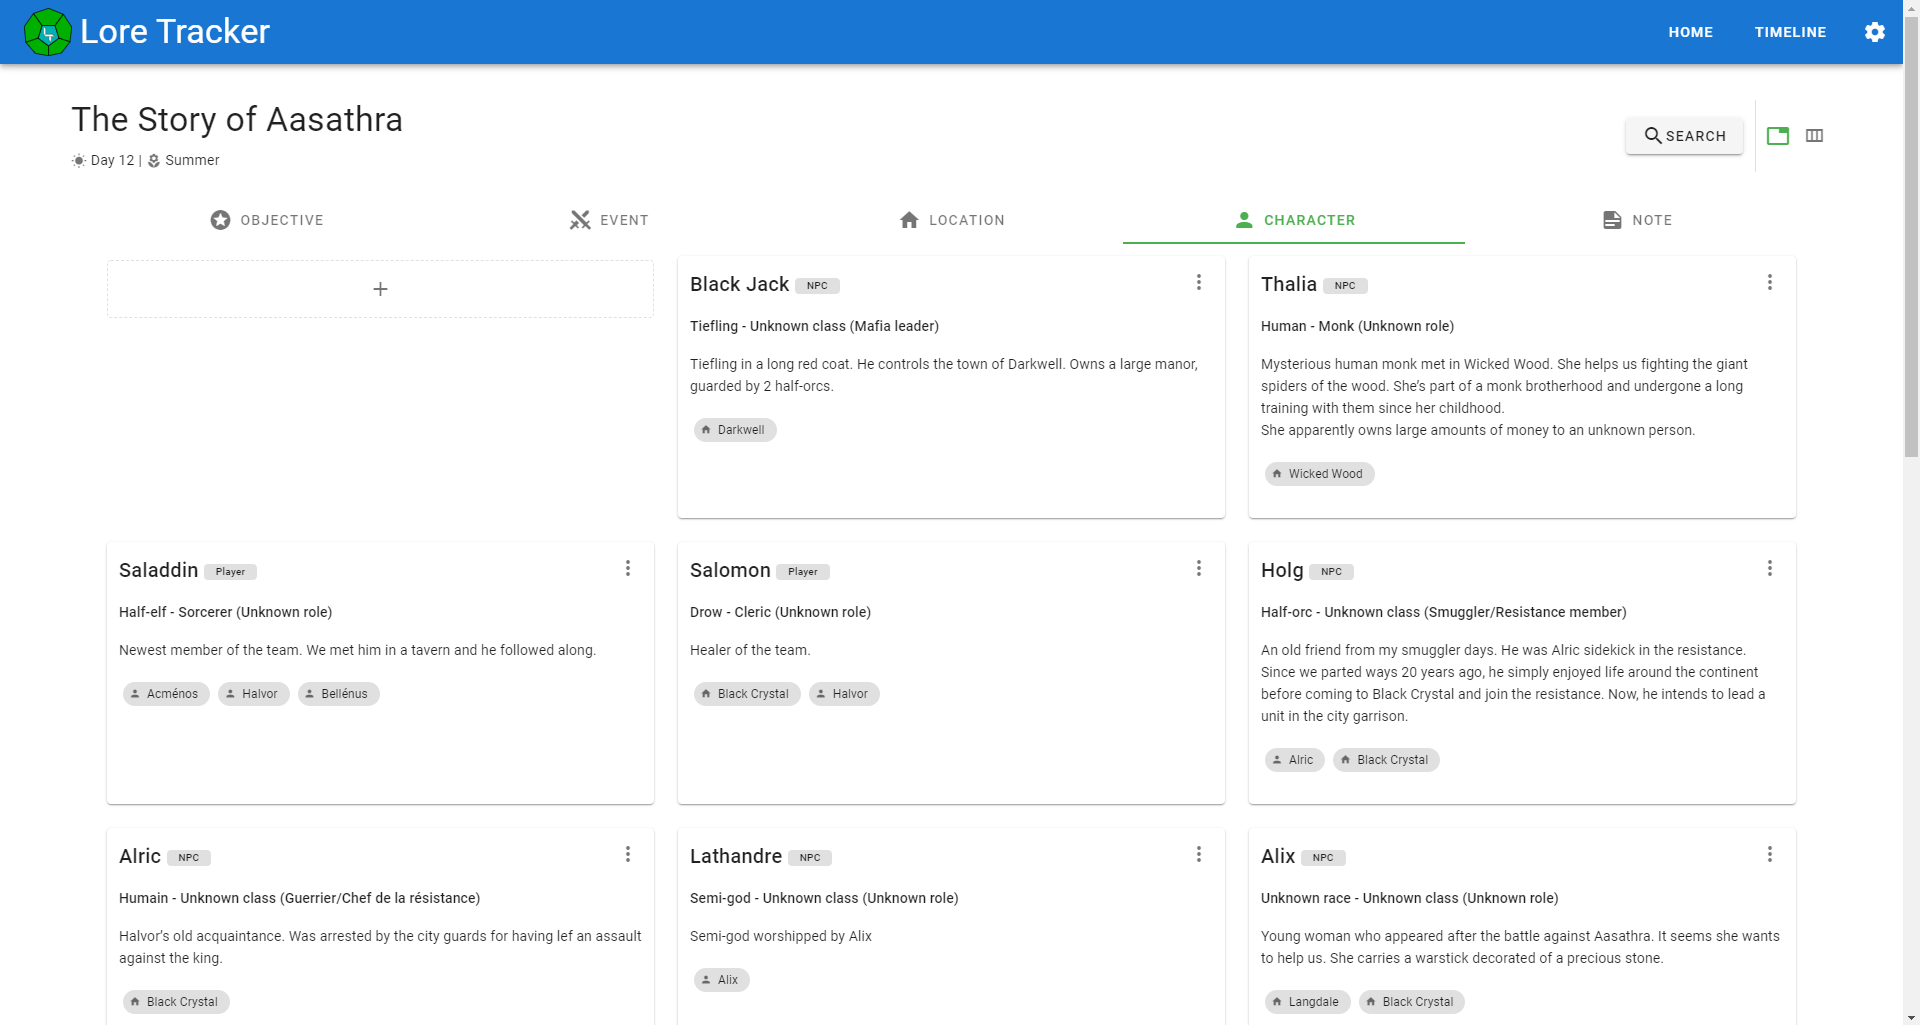 Lore Tracker
HOME
TIMELINE
The Story of Aasathra
Day 12 | Summer
SEARCH
OBJECTIVE
EVENT
LOCATION
CHARACTER
NOTE
+
Black Jack NPC
Tiefling - Unknown class (Mafia leader)
Tiefling in a long red coat. He controls the town of Darkwell. Owns a large manor,
guarded by 2 half-orcs.
Darkwell
Thalia NPC
Human - Monk (Unknown role)
Mysterious human monk met in Wicked Wood. She helps us fighting the giant
spiders of the wood. She’s part of a monk brotherhood and undergone a long
training with them since her childhood.
She apparently owns large amounts of money to an unknown person.
Wicked Wood
Saladdin Player
Half-elf - Sorcerer (Unknown role)
Newest member of the team. We met him in a tavern and he followed along.
Acménos Halvor Bellénus
Salomon Player
Drow - Cleric (Unknown role)
Healer of the team.
Black Crystal Halvor
Holg NPC
Half-orc - Unknown class (Smuggler/Resistance member)
An old friend from my smuggler days. He was Alric sidekick in the resistance.
Since we parted ways 20 years ago, he simply enjoyed life around the continent
before coming to Black Crystal and join the resistance. Now, he intends to lead a
unit in the city garrison.
Alric Black Crystal
Alric NPC
Humain - Unknown class (Guerrier/Chef de la résistance)
Halvor’s old acquaintance. Was arrested by the city guards for having lef an assault
against the king.
Black Crystal
Lathandre NPC
Semi-god - Unknown class (Unknown role)
Semi-god worshipped by Alix
Alix
Alix NPC
Unknown race - Unknown class (Unknown role)
Young woman who appeared after the battle against Aasathra. It seems she wants
to help us. She carries a warstick decorated of a precious stone.
Langdale Black Crystal